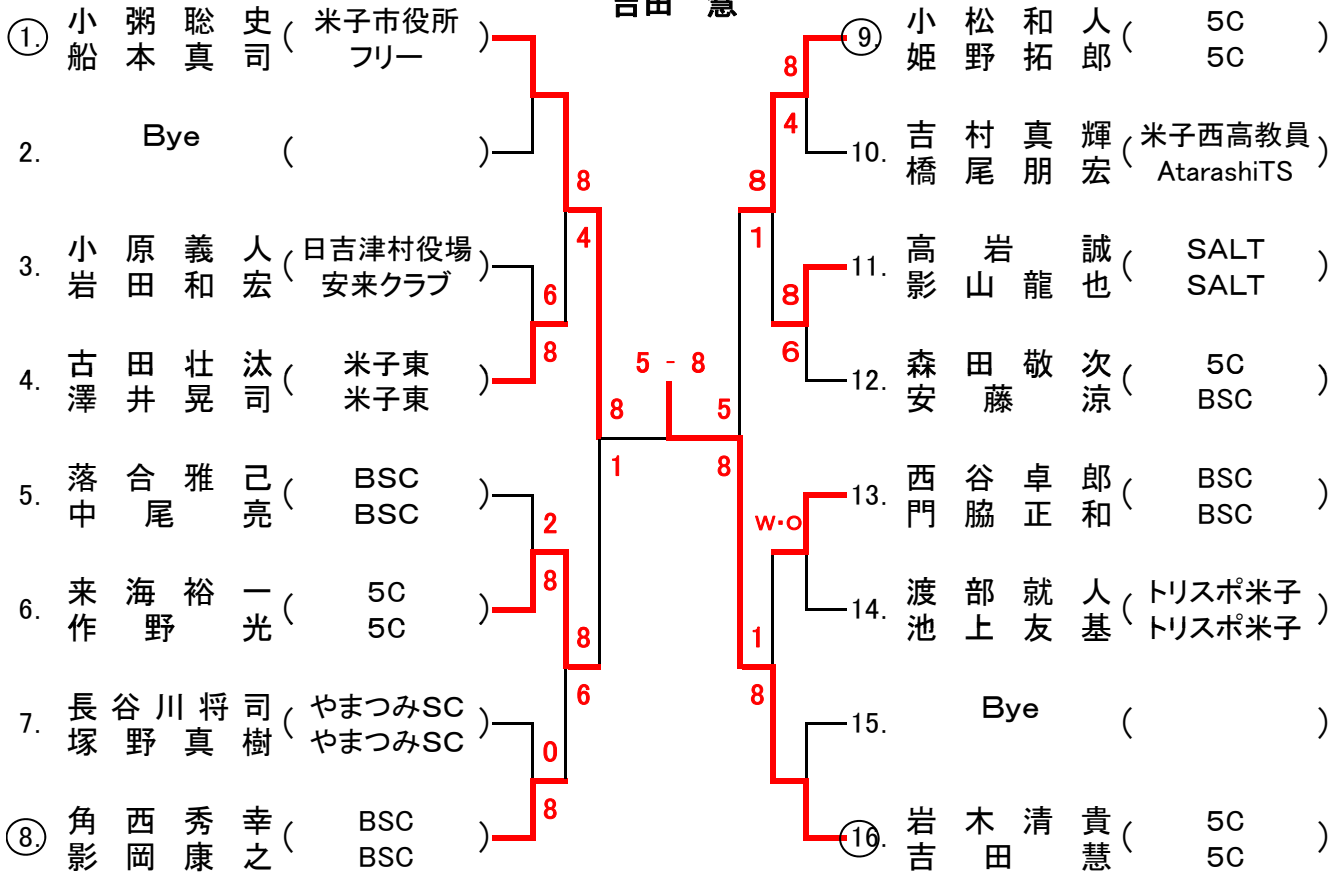 吉田 慧
1. 小粥聡史 ( 米子市役所 )
船本真司 フリー
2. Bye ( )
3. 小原義人 ( 日吉津村役場 )
岩田和宏 安来クラブ
4. 古田壮汰 ( 米子東 )
澤井晃司 米子東
5. 落合雅己 ( BSC )
中尾亮 BSC
6. 来海裕一 ( 5C )
作野光 5C
7. 長谷川将司 ( やまつみSC )
塚野真樹 やまつみSC
8. 角西秀幸 ( BSC )
影岡康之 BSC
8
4
6
8
2
8
8
6
0
8
8
1
5 - 8
5
8
8
4
8
1
8
6
w・o
1
8
9. 小松和人 ( 5C )
姫野拓郎 5C
10. 吉村真輝 ( 米子西高教員 )
橋尾朋宏 AtarashiTS
11. 高岩誠 ( SALT )
影山龍也 SALT
12. 森田敬次 ( 5C )
安藤涼 BSC
13. 西谷卓郎 ( BSC )
門脇正和 BSC
14. 渡部就人 ( トリスポ米子 )
池上友基 トリスポ米子
15. Bye ( )
16. 岩木清貴 ( 5C )
吉田慧 5C